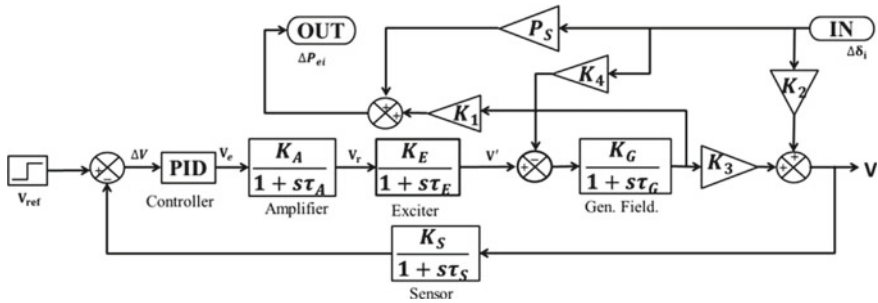 OUT
ΔP_ei
P_S
IN
Δδ_i
K_4
K_2
K_1
V_ref
+
−
ΔV
PID
Controller
V_e
K_A
1 + sτ_A
Amplifier
V_r
K_E
1 + sτ_E
Exciter
V'
+
−
K_G
1 + sτ_G
Gen. Field.
K_3
+
+
V
+
+
K_S
1 + sτ_S
Sensor